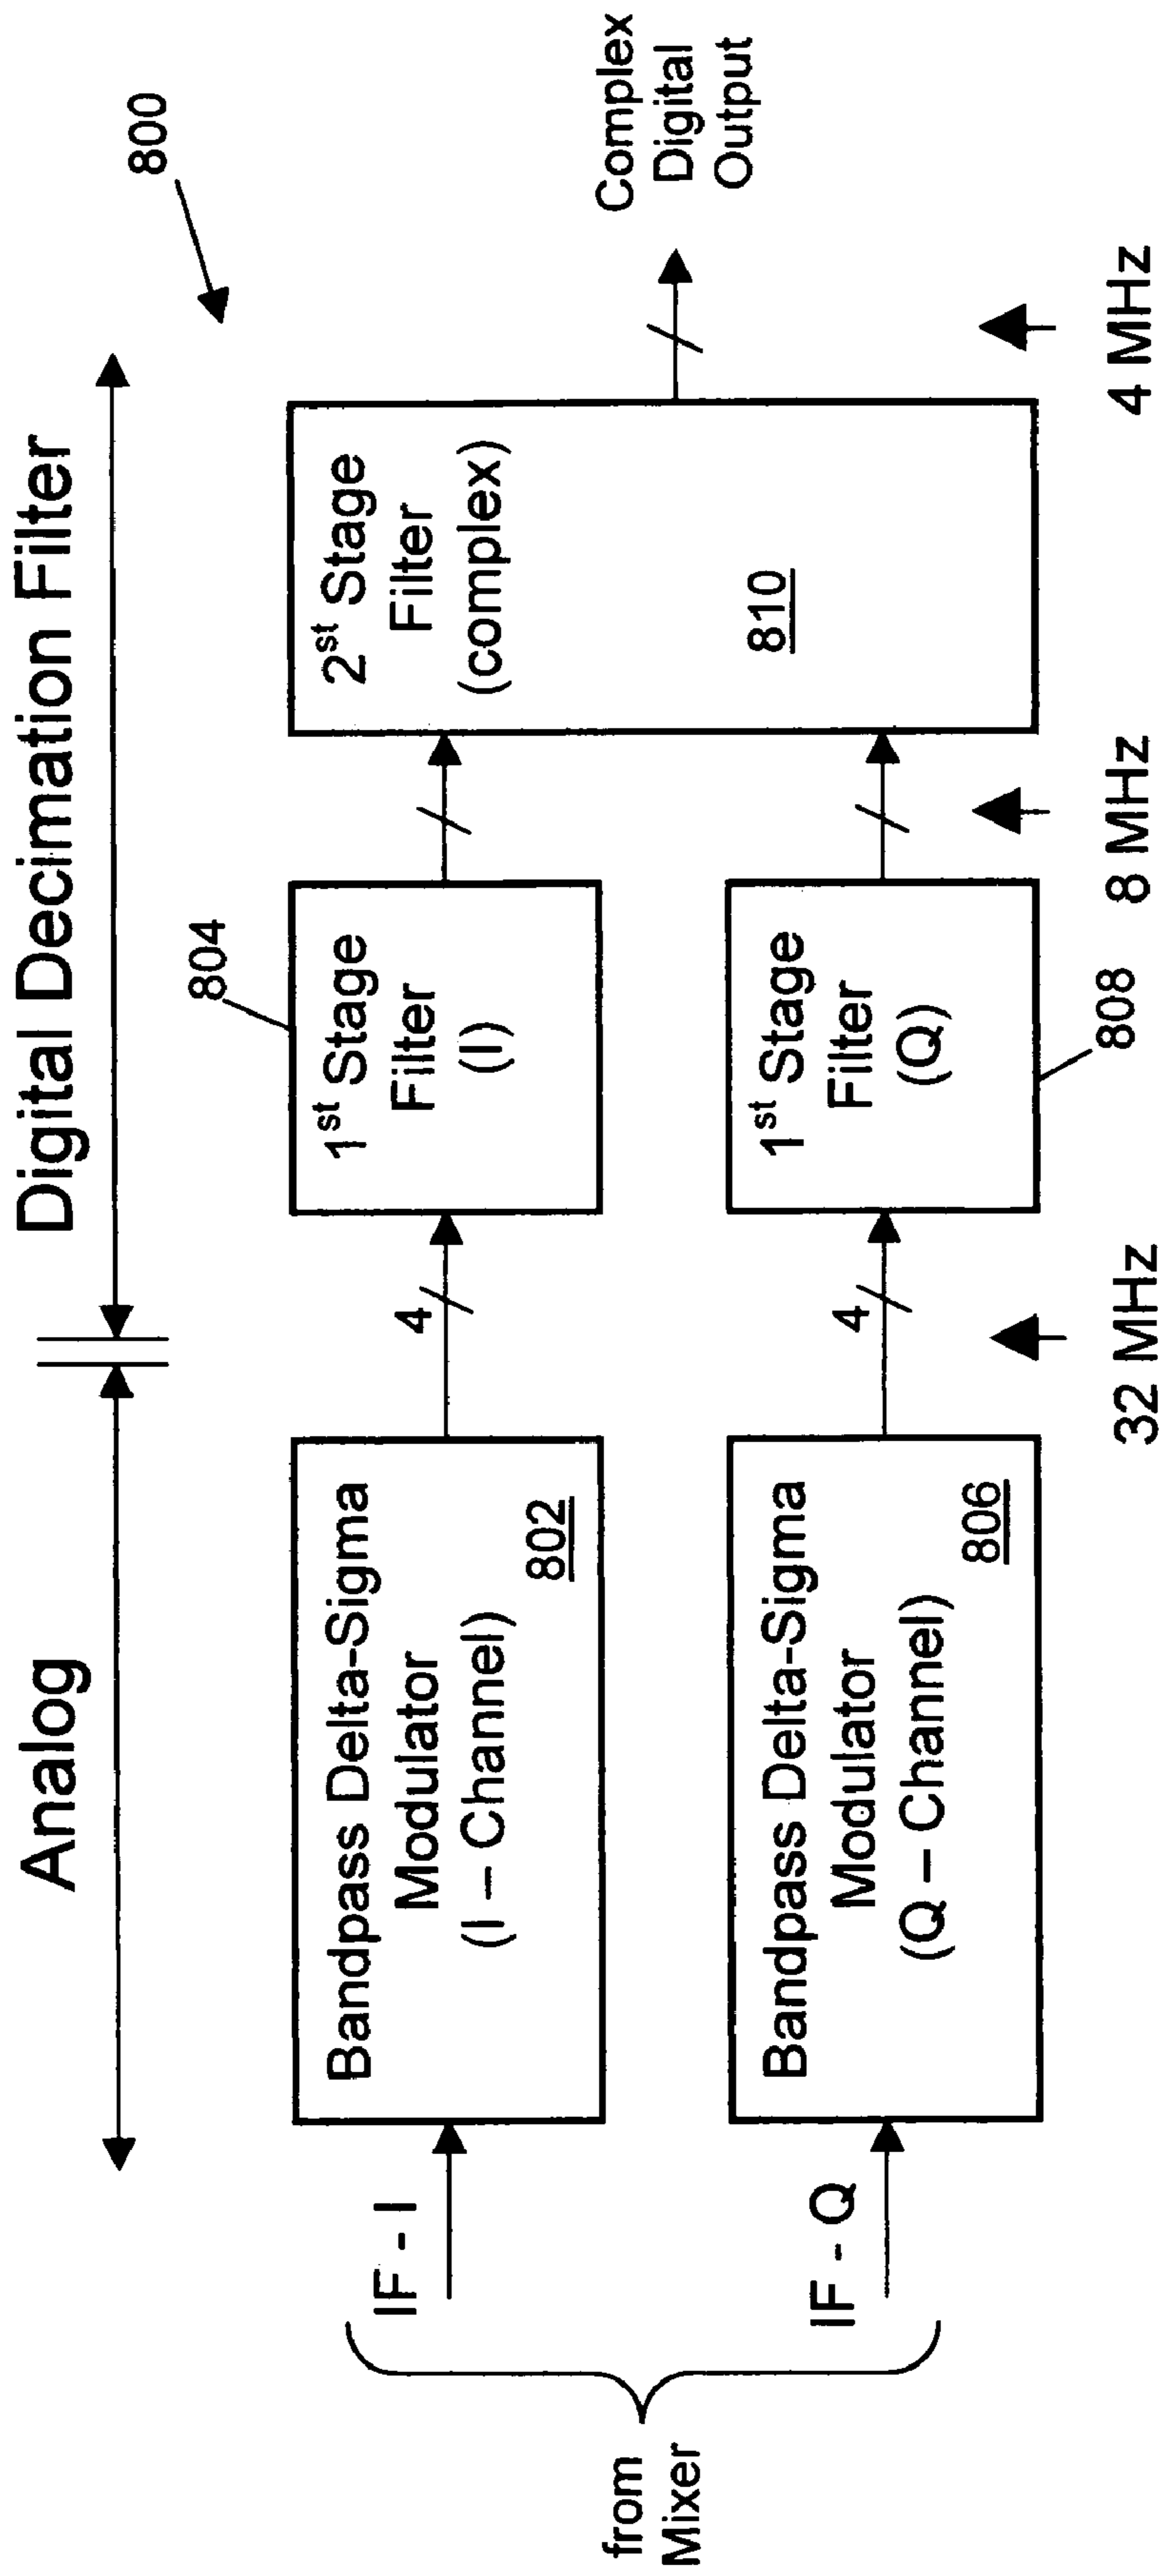 Analog
Digital Decimation Filter
800
from
Mixer
IF - I
IF - Q
Bandpass Delta-Sigma
Modulator
(I – Channel)
802
4
804
1st Stage
Filter
(I)
2st Stage
Filter
(complex)
810
Complex
Digital
Output
Bandpass Delta-Sigma
Modulator
(Q – Channel)
806
4
1st Stage
Filter
(Q)
808
32 MHz
8 MHz
4 MHz